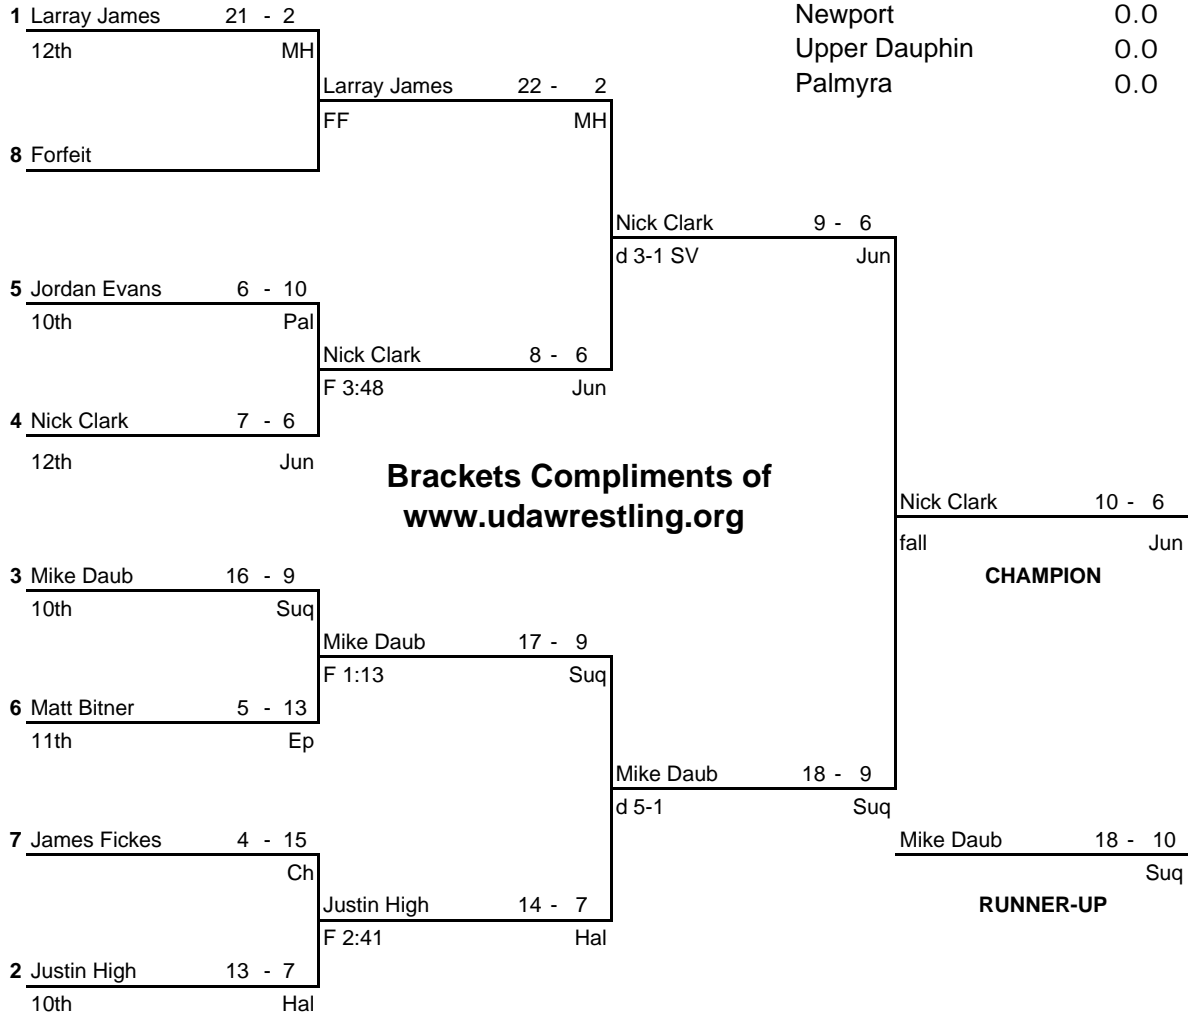 1 Larray James 21 - 2
Newport 0.0
12th MH
Upper Dauphin 0.0
Larray James 22 - 2
Palmyra 0.0
FF MH
8 Forfeit
Nick Clark 9 - 6
d 3-1 SV Jun
5 Jordan Evans 6 - 10
10th Pal
Nick Clark 8 - 6
F 3:48 Jun
4 Nick Clark 7 - 6
12th Jun
Brackets Compliments of
www.udawrestling.org
Nick Clark 10 - 6
fall Jun
CHAMPION
3 Mike Daub 16 - 9
10th Suq
Mike Daub 17 - 9
F 1:13 Suq
6 Matt Bitner 5 - 13
11th Ep
Mike Daub 18 - 9
d 5-1 Suq
7 James Fickes 4 - 15
Ch
Mike Daub 18 - 10
Suq
RUNNER-UP
Justin High 14 - 7
F 2:41 Hal
2 Justin High 13 - 7
10th Hal